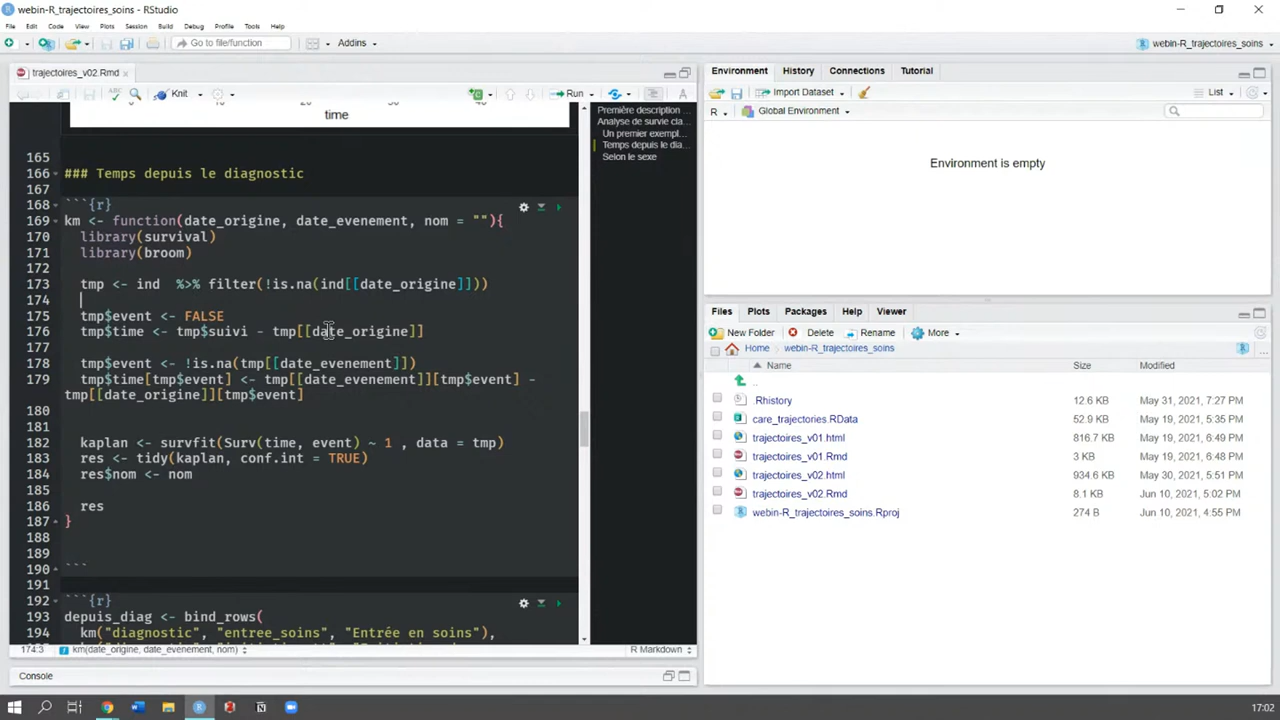 webin-R_trajectoires_soins - RStudio
File Edit Code View Plots Session Build Debug Profile Tools Help
Go to file/function Addins webin-R_trajectoires_soins
trajectoires_v02.Rmd
Knit Run
time
165
166 ### Temps depuis le diagnostic
167
168 ```{r}
169 km <- function(date_origine, date_evenement, nom = ""){
170 library(survival)
171 library(broom)
172
173 tmp <- ind %>% filter(!is.na(ind[[date_origine]]))
174
175 tmp$event <- FALSE
176 tmp$time <- tmp$suivi - tmp[[date_origine]]
177
178 tmp$event <- !is.na(tmp[[date_evenement]])
179 tmp$time[tmp$event] <- tmp[[date_evenement]][tmp$event] -
tmp[[date_origine]][tmp$event]
180
181
182 kaplan <- survfit(Surv(time, event) ~ 1 , data = tmp)
183 res <- tidy(kaplan, conf.int = TRUE)
184 res$nom <- nom
185
186 res
187 }
188
189
190 ```
191
192 ```{r}
193 depuis_diag <- bind_rows(
194 km("diagnostic", "entree_soins", "Entrée en soins"),
174:3 km(date_origine, date_evenement, nom) R Markdown
Console
Première description ...
Analyse de survie cla...
Un premier exempl...
Temps depuis le dia...
Selon le sexe
Environment History Connections Tutorial
Import Dataset List
R Global Environment
Environment is empty
Files Plots Packages Help Viewer
New Folder Delete Rename More
Home webin-R_trajectoires_soins
Name Size Modified
..
.Rhistory 12.6 KB May 31, 2021, 7:27 PM
care_trajectories.RData 52.9 KB May 19, 2021, 5:35 PM
trajectoires_v01.html 816.7 KB May 19, 2021, 6:49 PM
trajectoires_v01.Rmd 3 KB May 19, 2021, 6:48 PM
trajectoires_v02.html 934.6 KB May 30, 2021, 5:51 PM
trajectoires_v02.Rmd 8.1 KB Jun 10, 2021, 5:02 PM
webin-R_trajectoires_soins.Rproj 274 B Jun 10, 2021, 4:55 PM
17:02